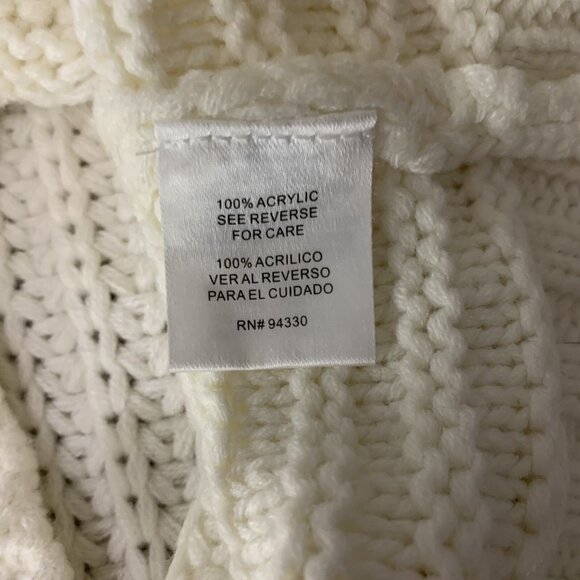 100% ACRYLIC
SEE REVERSE
FOR CARE
100% ACRILICO
VER AL REVERSO
PARA EL CUIDADO
RN# 94330